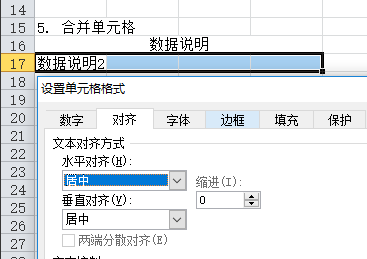 14
15 5. 合并单元格
16 数据说明
17 数据说明2
18 设置单元格格式
19
20 数字 对齐 字体 边框 填充 保护
21 文本对齐方式
22 水平对齐(H):
23 居中 缩进(I):
24 垂直对齐(Y): 0
25 居中
26 两端分散对齐(E)
27